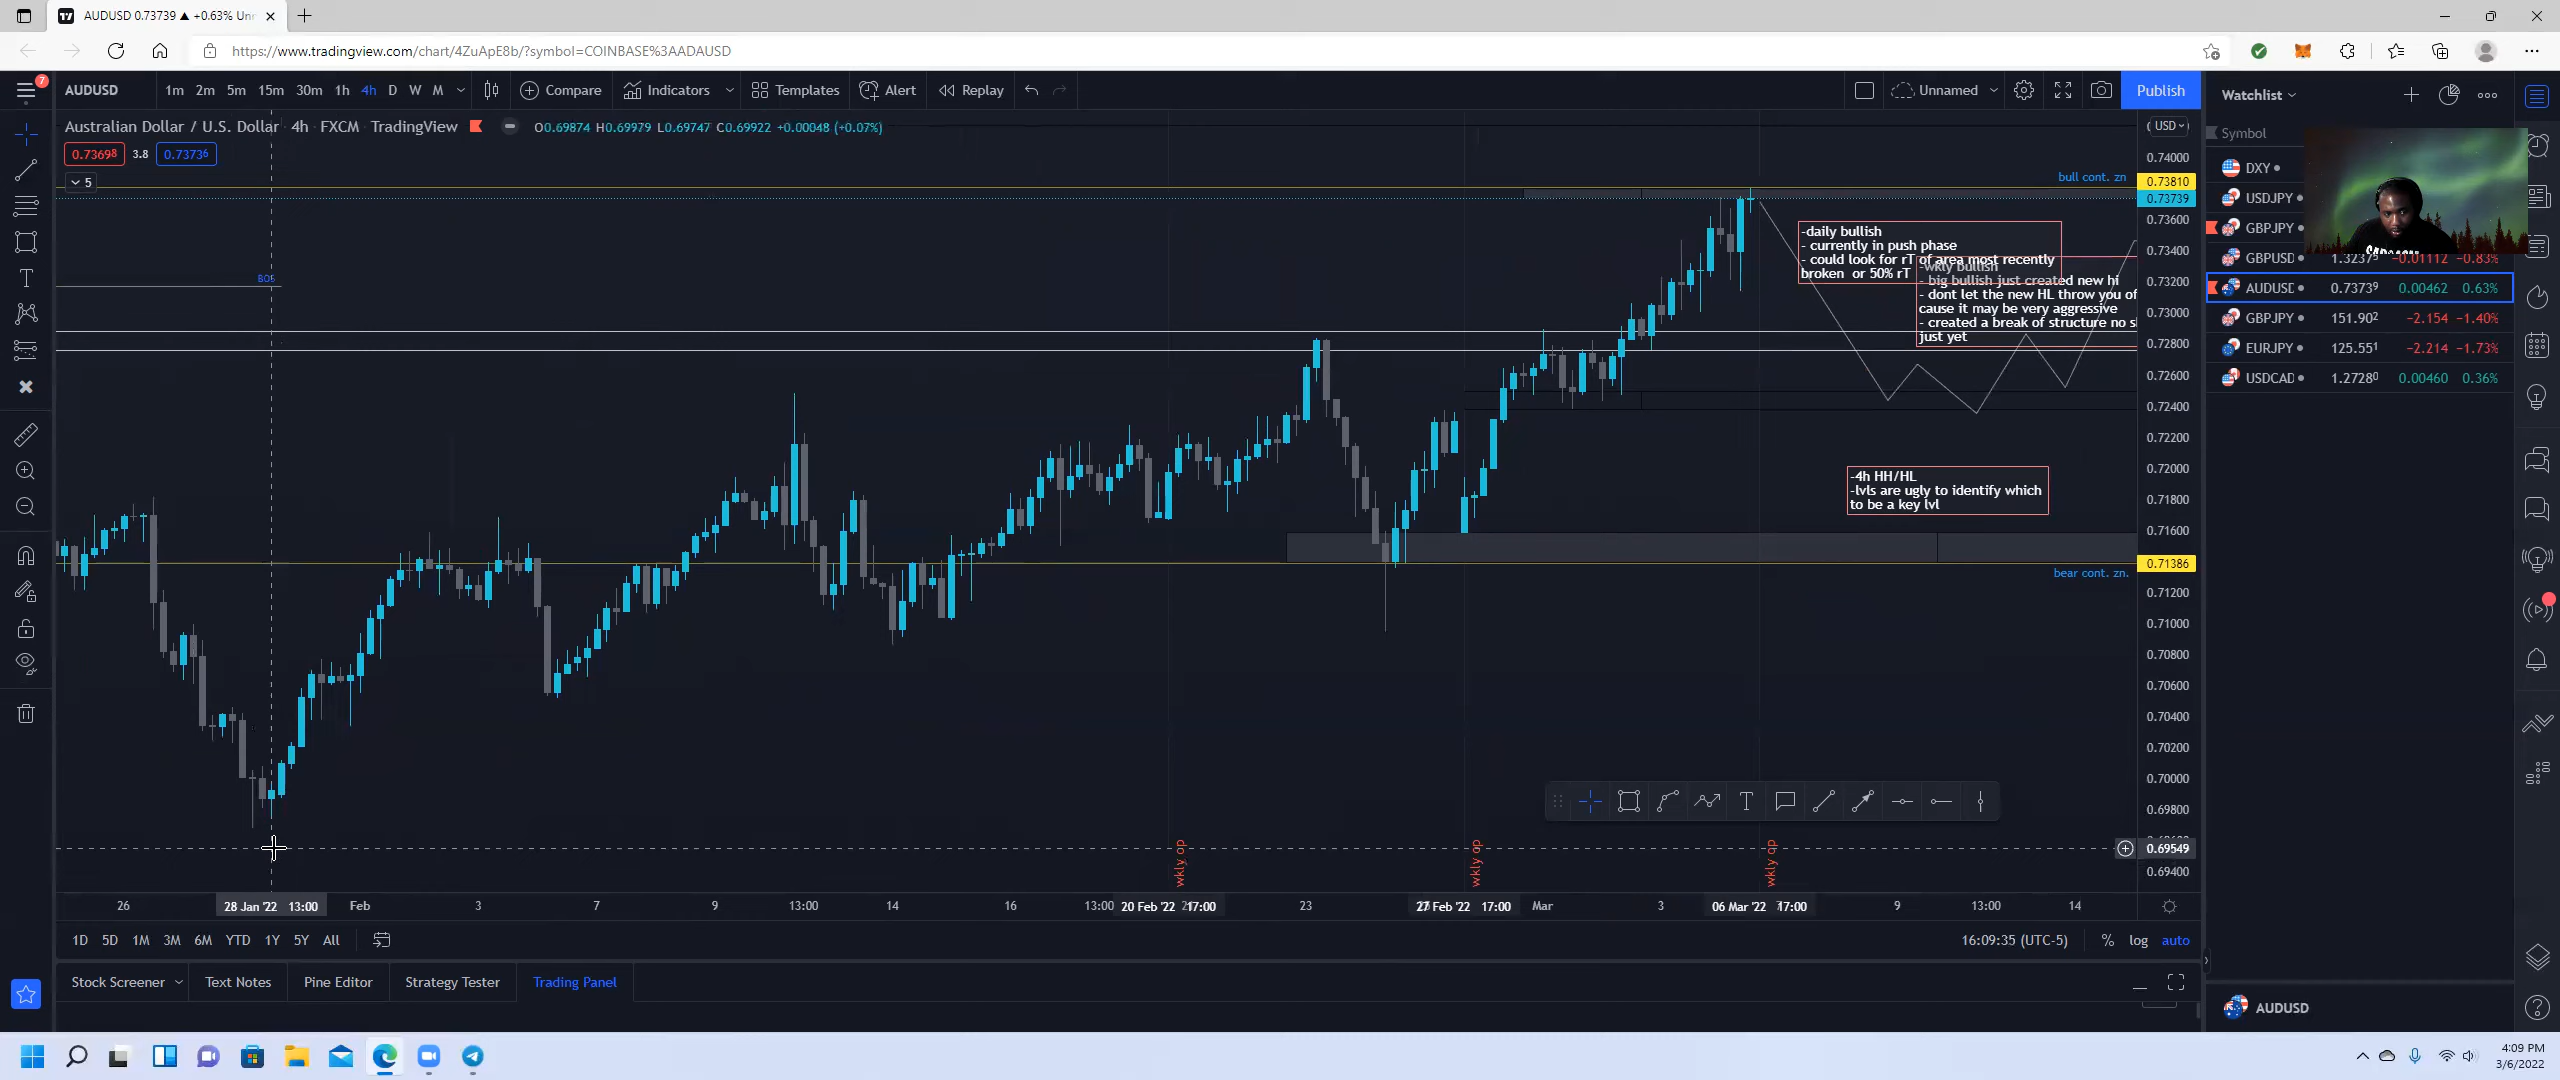 AUDUSD 0.73739 ▲ +0.63% Unn
https://www.tradingview.com/chart/4ZuApE8b/?symbol=COINBASE%3AADAUSD
7
AUDUSD 1m 2m 5m 15m 30m 1h 4h D W M Compare Indicators Templates Alert Replay Unnamed Publish
Watchlist
Australian Dollar / U.S. Dollar 4h FXCM TradingView O0.69874 H0.69979 L0.69747 C0.69922 +0.00048 (+0.07%)
USD
Symbol
0.73698 3.8 0.73736
5
DXY
USDJPY
GBPJPY
GBPUSD 1.32375 -0.01112 -0.83%
AUDUSD 0.73739 0.00462 0.63%
GBPJPY 151.902 -2.154 -1.40%
EURJPY 125.551 -2.214 -1.73%
USDCAD 1.27280 0.00460 0.36%
bull cont. zn
BOS
-daily bullish
- currently in push phase
- could look for rT of area most recently
broken or 50% rT
-wkly bullish
- big bullish just created new hi
- dont let the new HL throw you of
cause it may be very aggressive
- created a break of structure no s
just yet
-4h HH/HL
-lvls are ugly to identify which
to be a key lvl
bear cont. zn.
0.74000
0.73810
0.73739
0.73600
0.73400
0.73200
0.73000
0.72800
0.72600
0.72400
0.72200
0.72000
0.71800
0.71600
0.71386
0.71200
0.71000
0.70800
0.70600
0.70400
0.70200
0.70000
0.69800
0.69549
0.69400
wkly op
wkly op
wkly op
26 28 Jan '22 13:00 Feb 3 7 9 13:00 14 16 13:00 20 Feb '22 17:00 23 27 Feb '22 17:00 Mar 3 06 Mar '22 17:00 9 13:00 14
1D 5D 1M 3M 6M YTD 1Y 5Y All
16:09:35 (UTC-5) % log auto
Stock Screener Text Notes Pine Editor Strategy Tester Trading Panel
AUDUSD
4:09 PM
3/6/2022